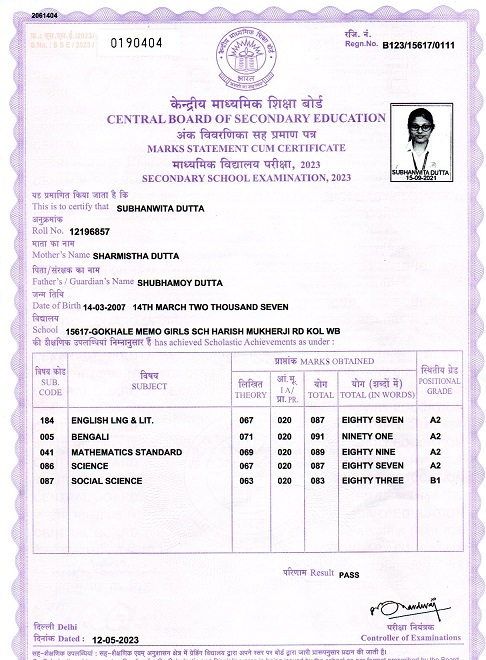 2061404
0190404
रजि. नं.
Regn.No. B123/15617/0111
भारत
केन्द्रीय माध्यमिक शिक्षा बोर्ड
CENTRAL BOARD OF SECONDARY EDUCATION
अंक विवरणिका सह प्रमाण पत्र
MARKS STATEMENT CUM CERTIFICATE
माध्यमिक विद्यालय परीक्षा, 2023
SECONDARY SCHOOL EXAMINATION, 2023
SUBHANWITA DUTTA
15-09-2021
यह प्रमाणित किया जाता है कि
This is to certify that SUBHANWITA DUTTA
अनुक्रमांक
Roll No. 12196857
माता का नाम
Mother's Name SHARMISTHA DUTTA
पिता/संरक्षक का नाम
Father's / Guardian's Name SHUBHAMOY DUTTA
जन्म तिथि
Date of Birth 14-03-2007 14TH MARCH TWO THOUSAND SEVEN
विद्यालय
School 15617-GOKHALE MEMO GIRLS SCH HARISH MUKHERJI RD KOL WB
की शैक्षणिक उपलब्धियां निम्नानुसार हैं has achieved Scholastic Achievements as under :
विषय कोड SUB. CODE विषय SUBJECT प्राप्तांक MARKS OBTAINED स्थितीय ग्रेड POSITIONAL GRADE
लिखित THEORY आं.मू. I A/ प्रा. PR. योग TOTAL योग (शब्दों में) TOTAL (IN WORDS)
184 ENGLISH LNG & LIT. 067 020 087 EIGHTY SEVEN A2
005 BENGALI 071 020 091 NINETY ONE A2
041 MATHEMATICS STANDARD 069 020 089 EIGHTY NINE A2
086 SCIENCE 067 020 087 EIGHTY SEVEN A2
087 SOCIAL SCIENCE 063 020 083 EIGHTY THREE B1
परिणाम Result PASS
दिल्ली Delhi
दिनांक Dated : 12-05-2023
परीक्षा नियंत्रक
Controller of Examinations